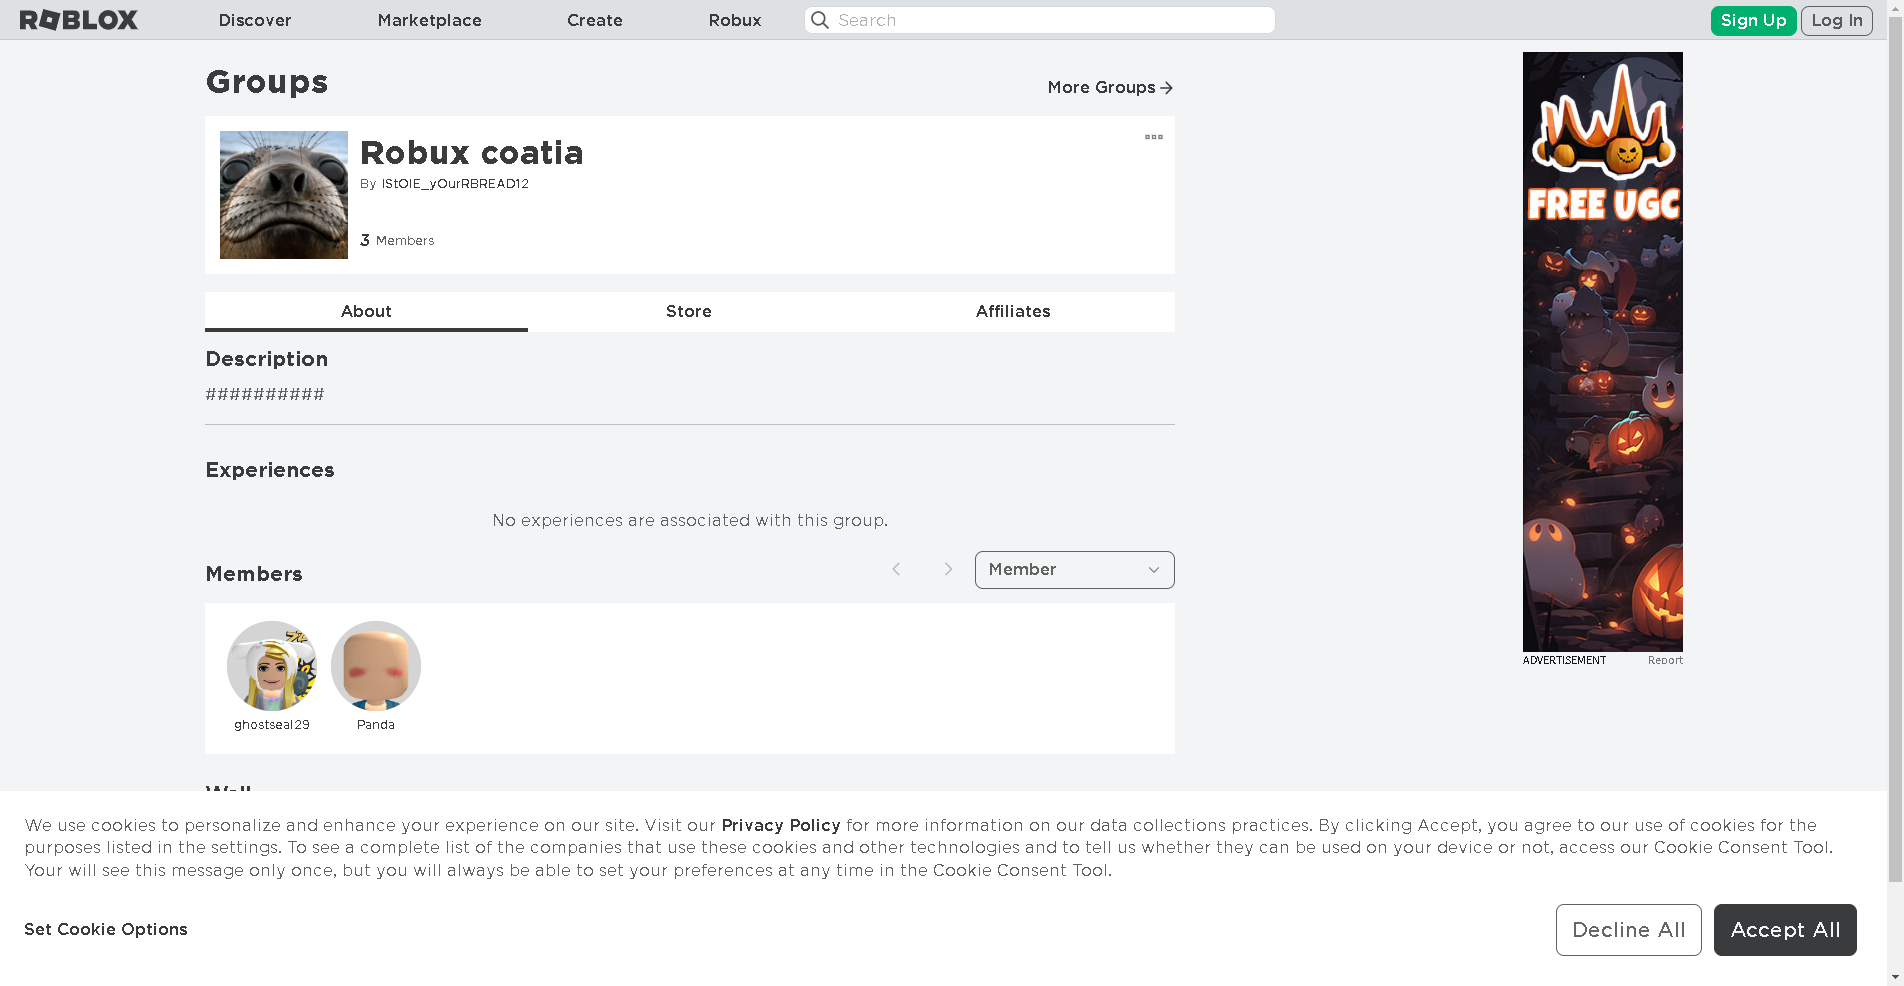 ROBLOX Discover Marketplace Create Robux Search Sign Up Log In
Groups
More Groups
Robux coatia
By IStOlE_yOurRBREAD12
3 Members
About Store Affiliates
Description
##########
Experiences
No experiences are associated with this group.
Members
Member
ghostseal29 Panda
FREE UGC
ADVERTISEMENT Report
Wall
We use cookies to personalize and enhance your experience on our site. Visit our Privacy Policy for more information on our data collections practices. By clicking Accept, you agree to our use of cookies for the
purposes listed in the settings. To see a complete list of the companies that use these cookies and other technologies and to tell us whether they can be used on your device or not, access our Cookie Consent Tool.
Your will see this message only once, but you will always be able to set your preferences at any time in the Cookie Consent Tool.
Set Cookie Options
Decline All Accept All